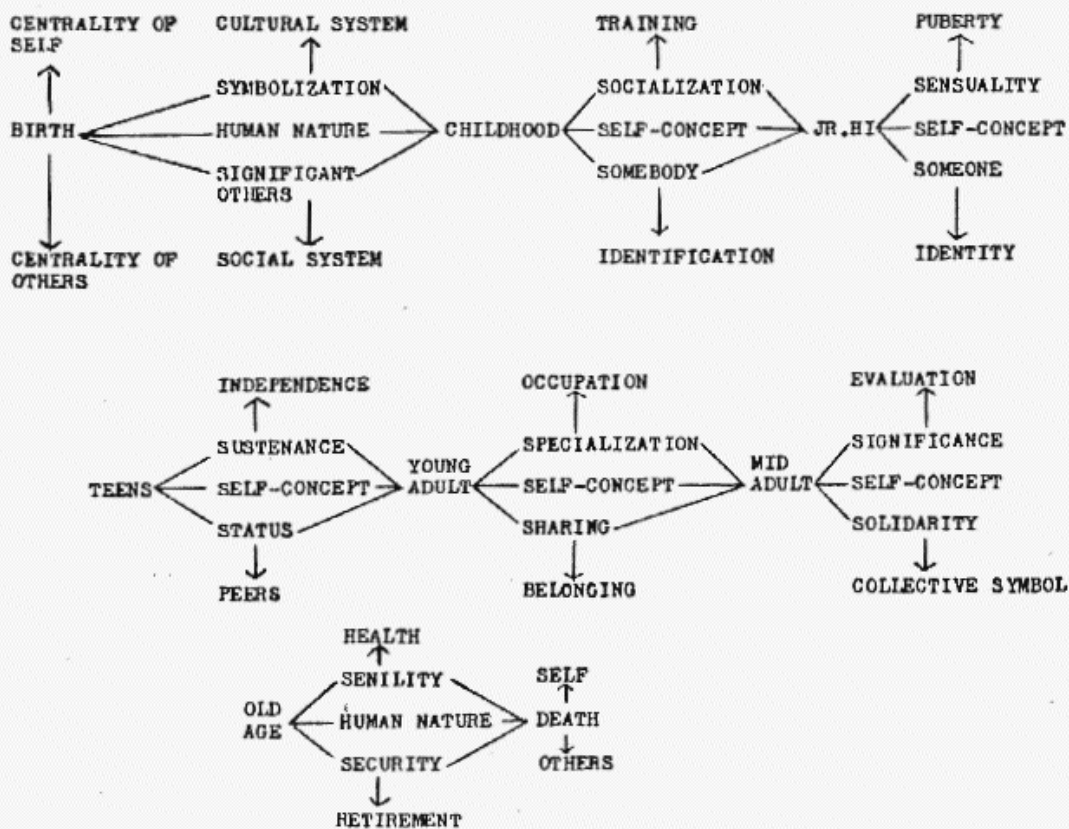 CENTRALITY OF
SELF
CULTURAL SYSTEM
TRAINING
PUBERTY
SYMBOLIZATION
SOCIALIZATION
SENSUALITY
BIRTH
HUMAN NATURE
CHILDHOOD
SELF-CONCEPT
JR.HI
SELF-CONCEPT
SIGNIFICANT
OTHERS
SOMEBODY
SOMEONE
CENTRALITY OF
OTHERS
SOCIAL SYSTEM
IDENTIFICATION
IDENTITY
INDEPENDENCE
OCCUPATION
EVALUATION
SUSTENANCE
SPECIALIZATION
SIGNIFICANCE
TEENS
SELF-CONCEPT
YOUNG
ADULT
SELF-CONCEPT
MID
ADULT
SELF-CONCEPT
STATUS
SHARING
SOLIDARITY
PEERS
BELONGING
COLLECTIVE SYMBOL
HEALTH
SENILITY
SELF
OLD
AGE
HUMAN NATURE
DEATH
SECURITY
OTHERS
RETIREMENT